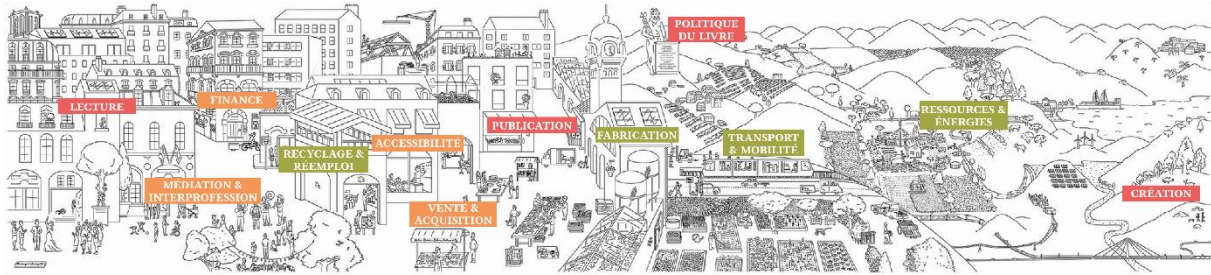 POLITIQUE
DU LIVRE
LECTURE
FINANCE
PUBLICATION
FABRICATION
RESSOURCES &
ÉNERGIES
ACCESSIBILITÉ
TRANSPORT
& MOBILITÉ
RECYCLAGE &
RÉEMPLOI
MÉDIATION &
INTERPROFESSION
CRÉATION
VENTE &
ACQUISITION